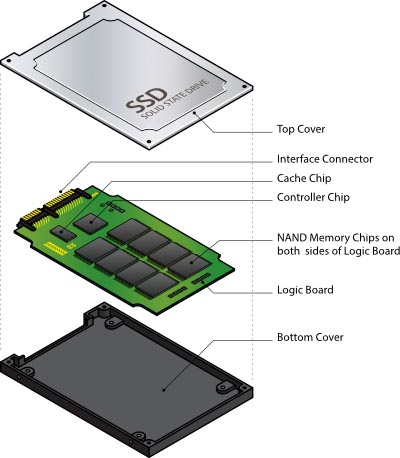 SSD
SOLID STATE DRIVE
Top Cover
Interface Connector
Cache Chip
Controller Chip
NAND Memory Chips on
both sides of Logic Board
Logic Board
Bottom Cover